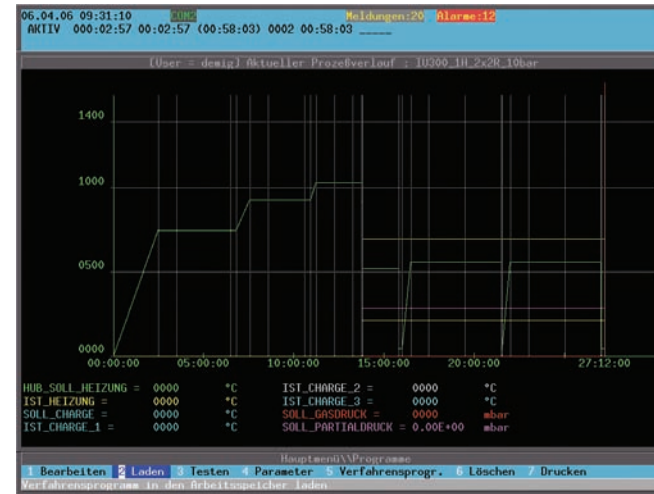 06.04.06 09:31:10 COM2 Meldungen:20 Alarme:12
AKTIV 000:02:57 00:02:57 (00:58:03) 0002 00:58:03 _____
(User = demig) Aktueller Prozeßverlauf : IU300_1H_2x2R_10bar
1400
1000
0500
0000
00:00:00 05:00:00 10:00:00 15:00:00 20:00:00 27:12:00
HUB_SOLL_HEIZUNG = 0000 °C IST_CHARGE_2 = 0000 °C
IST_HEIZUNG = 0000 °C IST_CHARGE_3 = 0000 °C
SOLL_CHARGE = 0000 °C SOLL_GASDRUCK = 0000 mbar
IST_CHARGE_1 = 0000 °C SOLL_PARTIALDRUCK = 0.00E+00 mbar
Hauptmenü\\Programme
1 Bearbeiten 2 Laden 3 Testen 4 Parameter 5 Verfahrensprogr. 6 Löschen 7 Drucken
Verfahrensprogramm in den Arbeitsspeicher laden